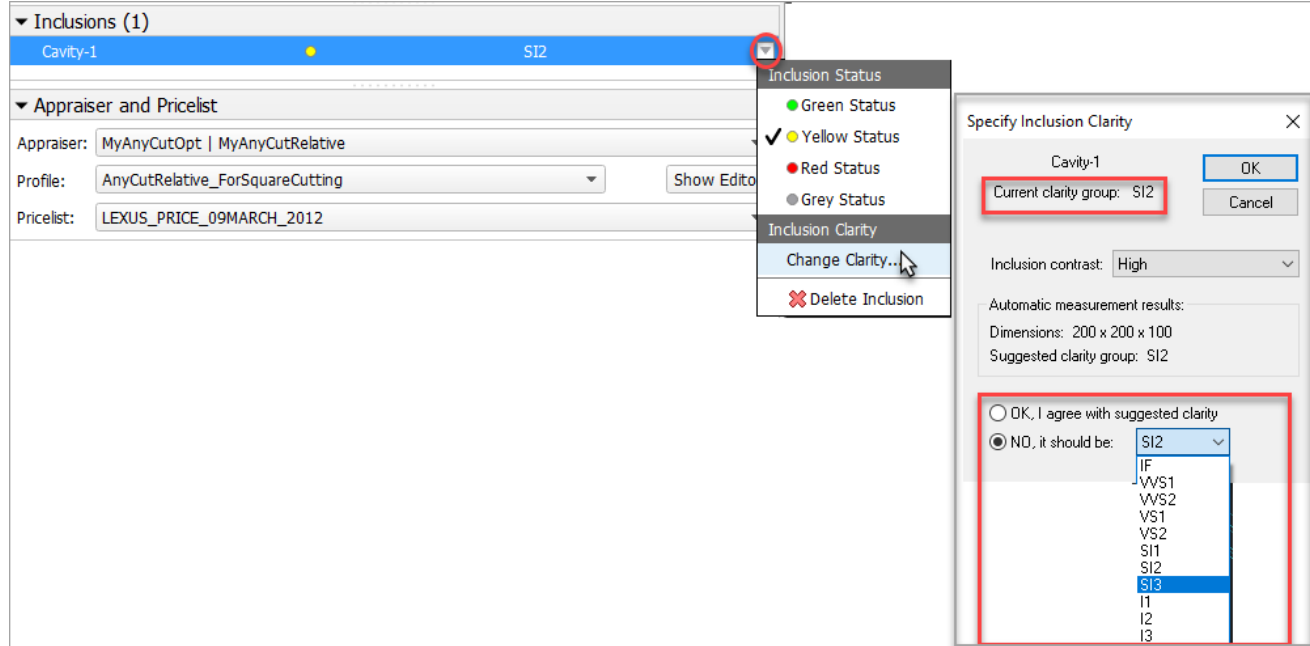 Inclusions (1)
Cavity-1 SI2
Inclusion Status
Green Status
Yellow Status
Red Status
Grey Status
Inclusion Clarity
Change Clarity...
Delete Inclusion
Appraiser and Pricelist
Appraiser: MyAnyCutOpt | MyAnyCutRelative
Profile: AnyCutRelative_ForSquareCutting Show Edito
Pricelist: LEXUS_PRICE_09MARCH_2012
Specify Inclusion Clarity
Cavity-1
OK
Current clarity group: SI2
Cancel
Inclusion contrast: High
Automatic measurement results:
Dimensions: 200 x 200 x 100
Suggested clarity group: SI2
OK, I agree with suggested clarity
NO, it should be: SI2
IF
VVS1
VVS2
VS1
VS2
SI1
SI2
SI3
I1
I2
I3